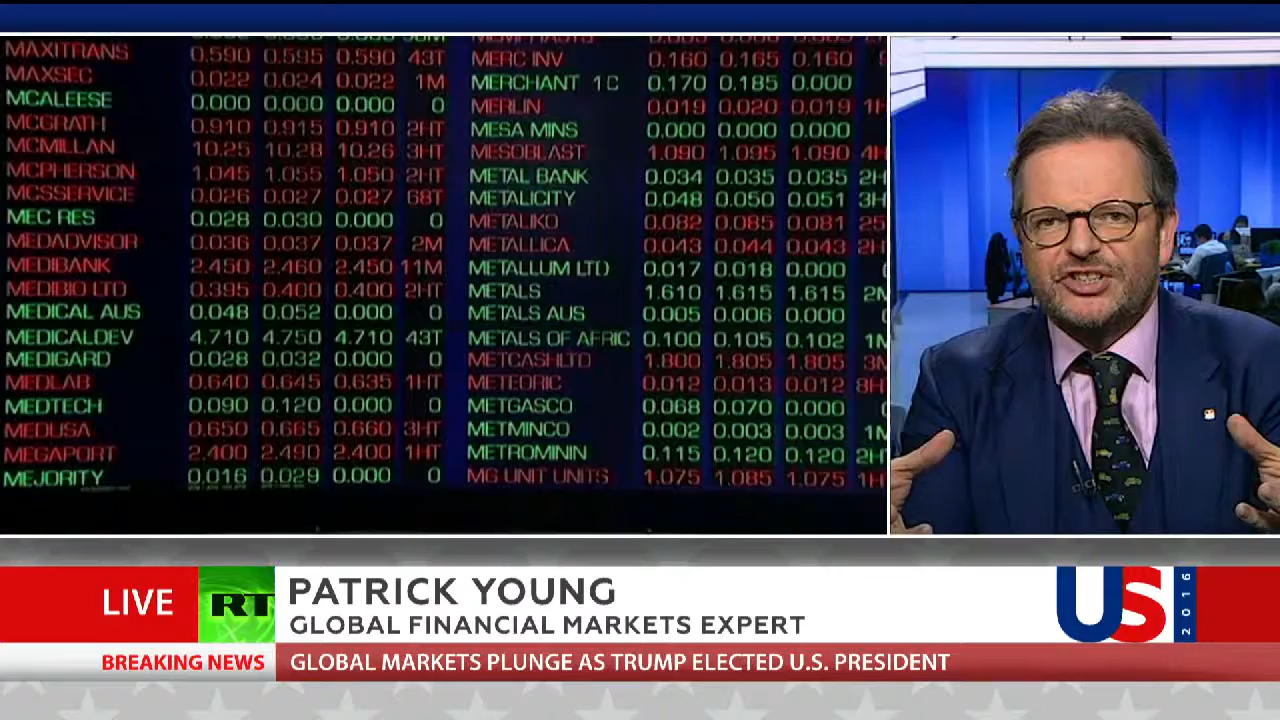 MAXITRANS 0.590 0.595 0.590 43T
MAXSEC 0.022 0.024 0.022 1M
MCALEESE 0.000 0.000 0.000 0
MCGRATH 0.910 0.915 0.910 2HT
MCMILLAN 10.25 10.28 10.26 3HT
MCPHERSON 1.045 1.055 1.050 2HT
MCSSERVICE 0.026 0.027 0.027 68T
MEC RES 0.028 0.030 0.000 0
MEDADVISOR 0.036 0.037 0.037 2M
MEDIBANK 2.450 2.460 2.450 11M
MEDIBIO LTD 0.395 0.400 0.400 2HT
MEDICAL AUS 0.048 0.052 0.000 0
MEDICALDEV 4.710 4.750 4.710 43T
MEDIGARD 0.028 0.032 0.000 0
MEDLAB 0.640 0.645 0.635 1HT
MEDTECH 0.090 0.120 0.000 0
MEDUSA 0.650 0.665 0.660 3HT
MEGAPORT 2.400 2.490 2.400 1HT
MEJORITY 0.016 0.029 0.000 0
MERC INV 0.160 0.165 0.160
MERCHANT 1C 0.170 0.185 0.000
MERLIN 0.019 0.020 0.019 1H
MESA MINS 0.000 0.000 0.000
MESOBLAST 1.090 1.095 1.090 4H
METAL BANK 0.034 0.035 0.035 2H
METALICITY 0.048 0.050 0.051 3H
METALIKO 0.082 0.085 0.081 25
METALLICA 0.043 0.044 0.043 2H
METALLUM LTD 0.017 0.018 0.000
METALS 1.610 1.615 1.615 2M
METALS AUS 0.005 0.006 0.000
METALS OF AFRIC 0.100 0.105 0.102 1M
METCASHLTD 1.800 1.805 1.805 3M
METEORIC 0.012 0.013 0.012 8H
METGASCO 0.068 0.070 0.000
METMINCO 0.002 0.003 0.003 1M
METROMININ 0.115 0.120 0.120 2H
MG UNIT UNITS 1.075 1.085 1.075 1H
LIVE
RT
PATRICK YOUNG
GLOBAL FINANCIAL MARKETS EXPERT
US
2016
BREAKING NEWS
GLOBAL MARKETS PLUNGE AS TRUMP ELECTED U.S. PRESIDENT